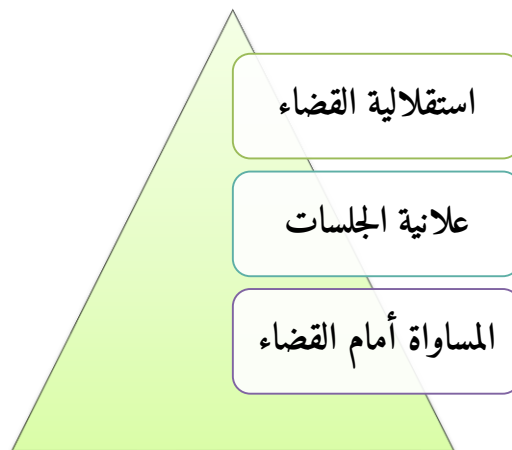 استقلالية القضاء
علانية الجلسات
المساواة أمام القضاء